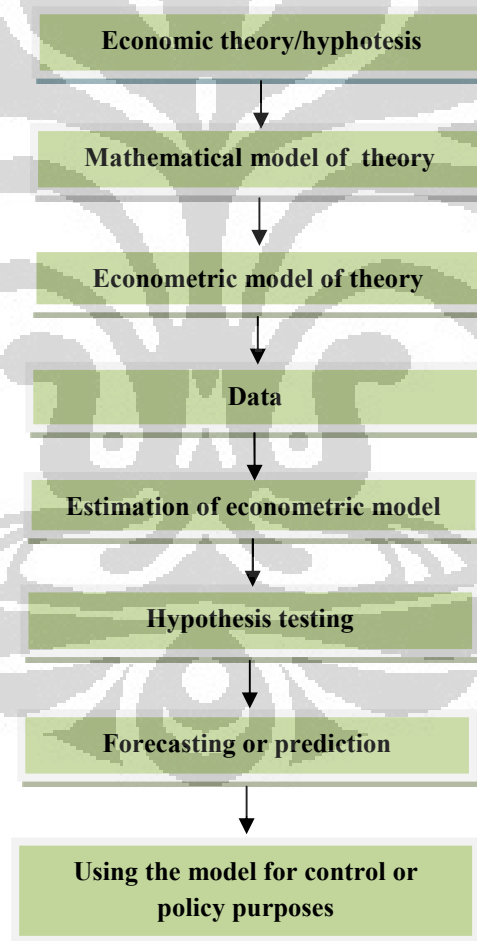 Economic theory/hyphotesis
Mathematical model of theory
Econometric model of theory
Data
Estimation of econometric model
Hypothesis testing
Forecasting or prediction
Using the model for control or
policy purposes